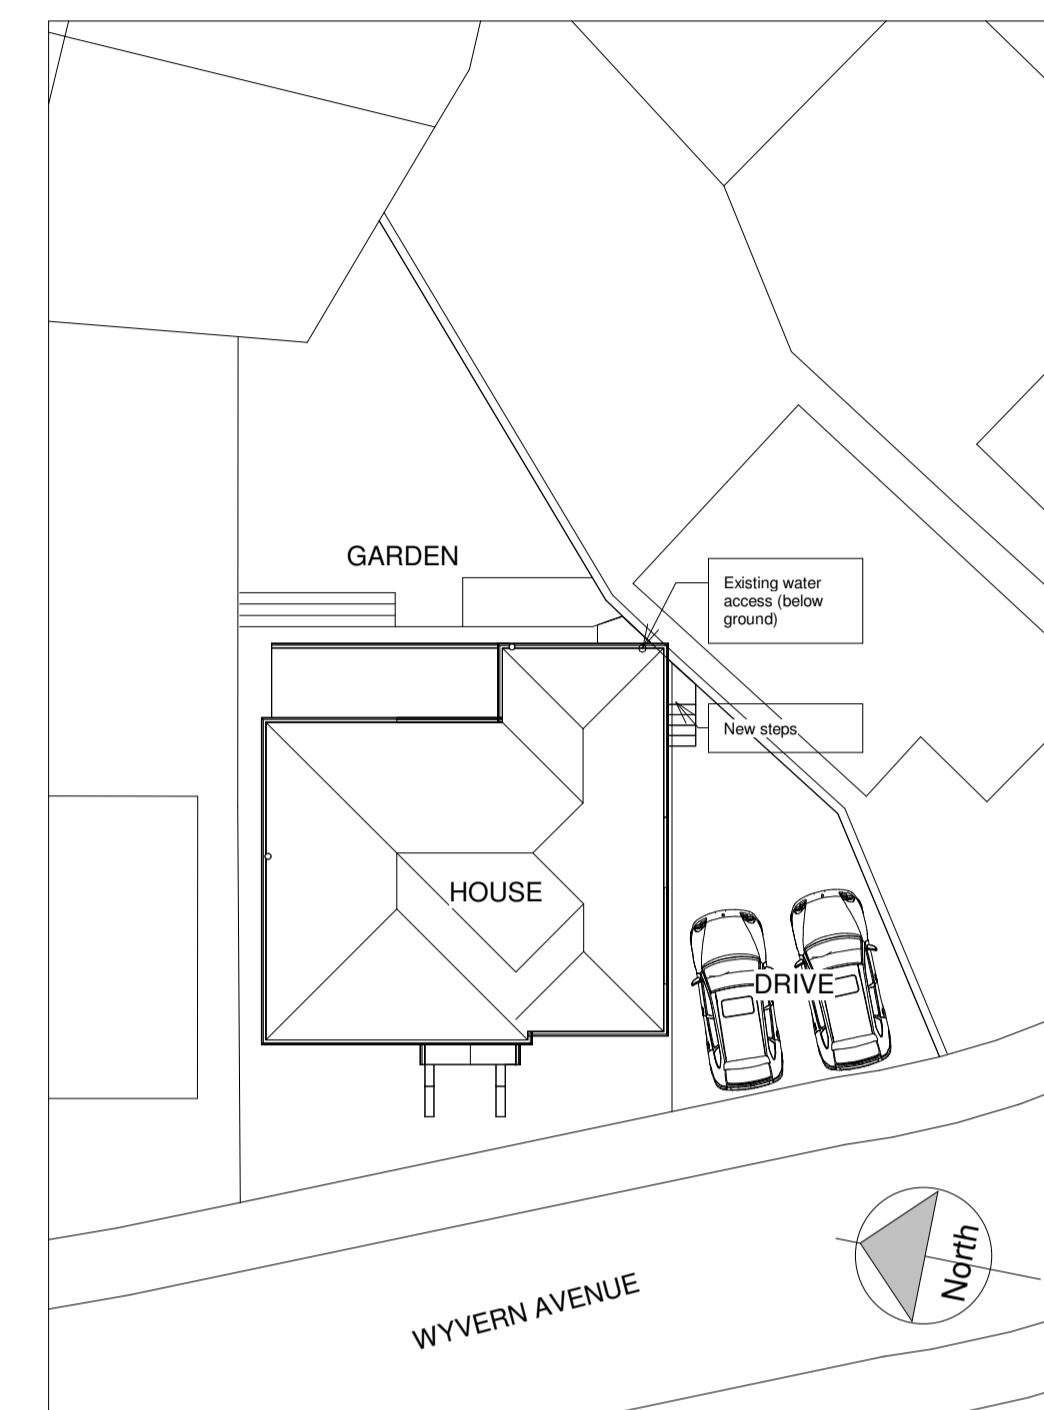 GARDEN
Existing water
access (below
ground)
New steps
HOUSE
DRIVE
North
WYVERN AVENUE